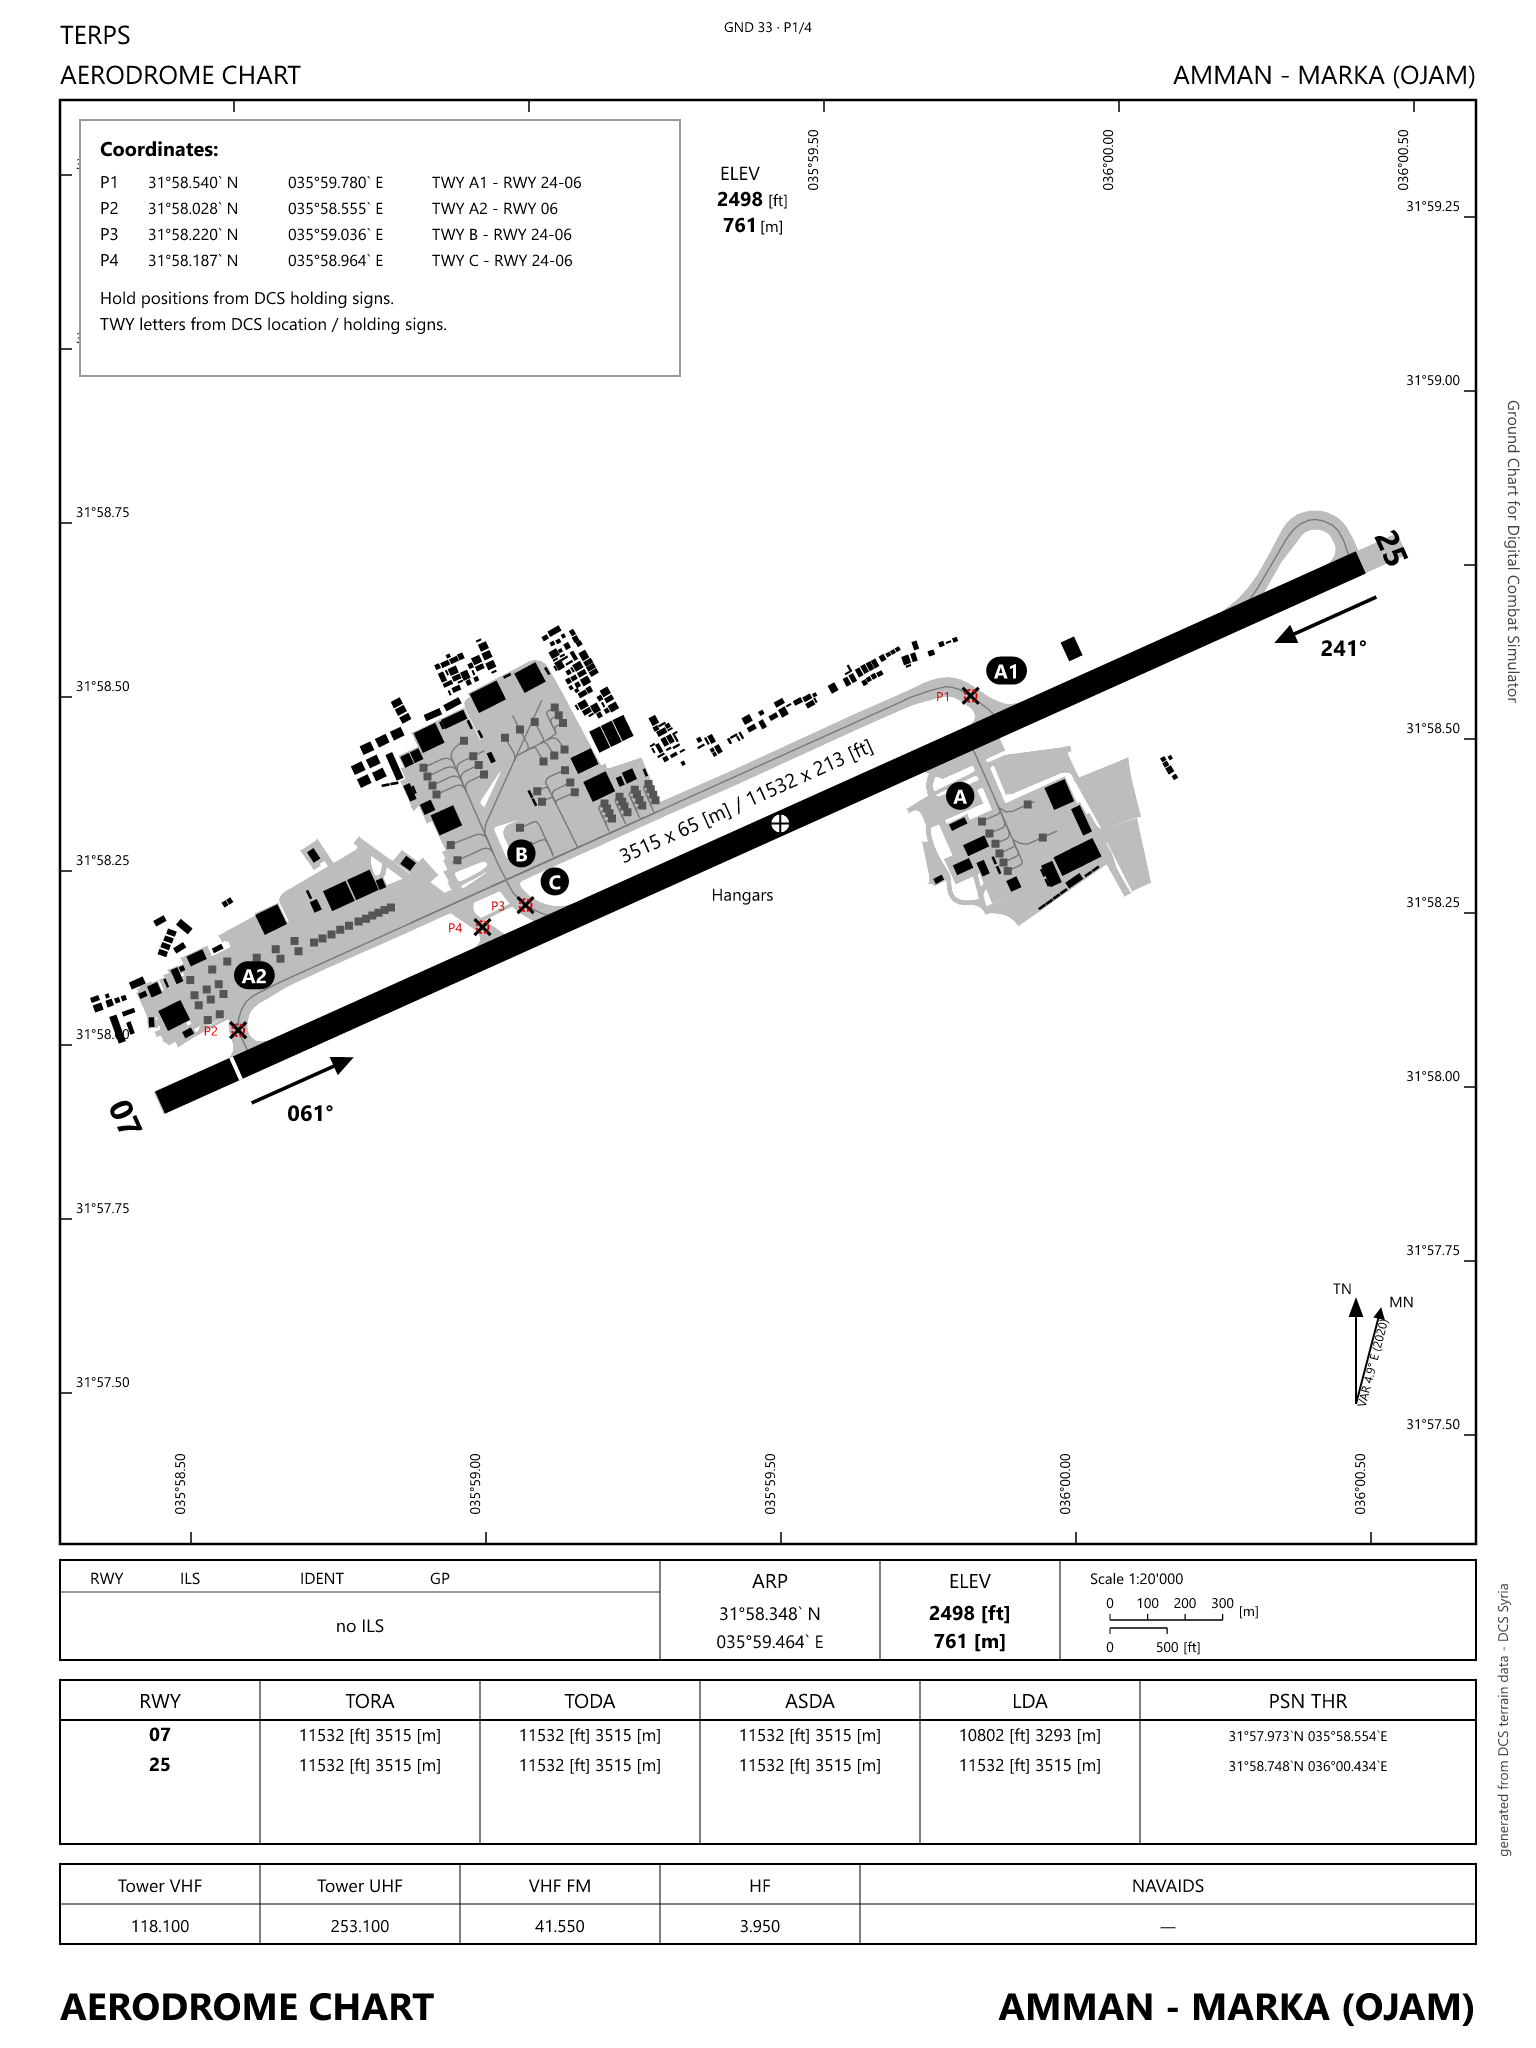 GND 33 · P1/4
TERPS
AERODROME CHART
AMMAN - MARKA (OJAM)
Coordinates:
P1 31°58.540` N 035°59.780` E TWY A1 - RWY 24-06
P2 31°58.028` N 035°58.555` E TWY A2 - RWY 06
P3 31°58.220` N 035°59.036` E TWY B - RWY 24-06
P4 31°58.187` N 035°58.964` E TWY C - RWY 24-06
Hold positions from DCS holding signs.
TWY letters from DCS location / holding signs.
ELEV
2498 [ft]
761 [m]
035°59.50
036°00.00
036°00.50
31°59.25
31°59.00
31°58.75
31°58.50
31°58.50
31°58.25
31°58.25
31°58.00
31°57.75
31°57.75
31°57.50
31°57.50
25
241°
A1
P1
3515 x 65 [m] / 11532 x 213 [ft]
A
B
C
P3
P4
Hangars
A2
P2
07
061°
TN
MN
VAR 4.9° E (2020)
035°58.50
035°59.00
035°59.50
036°00.00
036°00.50
Ground Chart for Digital Combat Simulator
RWY ILS IDENT GP
no ILS
ARP
31°58.348` N
035°59.464` E
ELEV
2498 [ft]
761 [m]
Scale 1:20'000
0 100 200 300 [m]
0 500 [ft]
RWY TORA TODA ASDA LDA PSN THR
07 11532 [ft] 3515 [m] 11532 [ft] 3515 [m] 11532 [ft] 3515 [m] 10802 [ft] 3293 [m] 31°57.973`N 035°58.554`E
25 11532 [ft] 3515 [m] 11532 [ft] 3515 [m] 11532 [ft] 3515 [m] 11532 [ft] 3515 [m] 31°58.748`N 036°00.434`E
generated from DCS terrain data - DCS Syria
Tower VHF Tower UHF VHF FM HF NAVAIDS
118.100 253.100 41.550 3.950 —
AERODROME CHART
AMMAN - MARKA (OJAM)